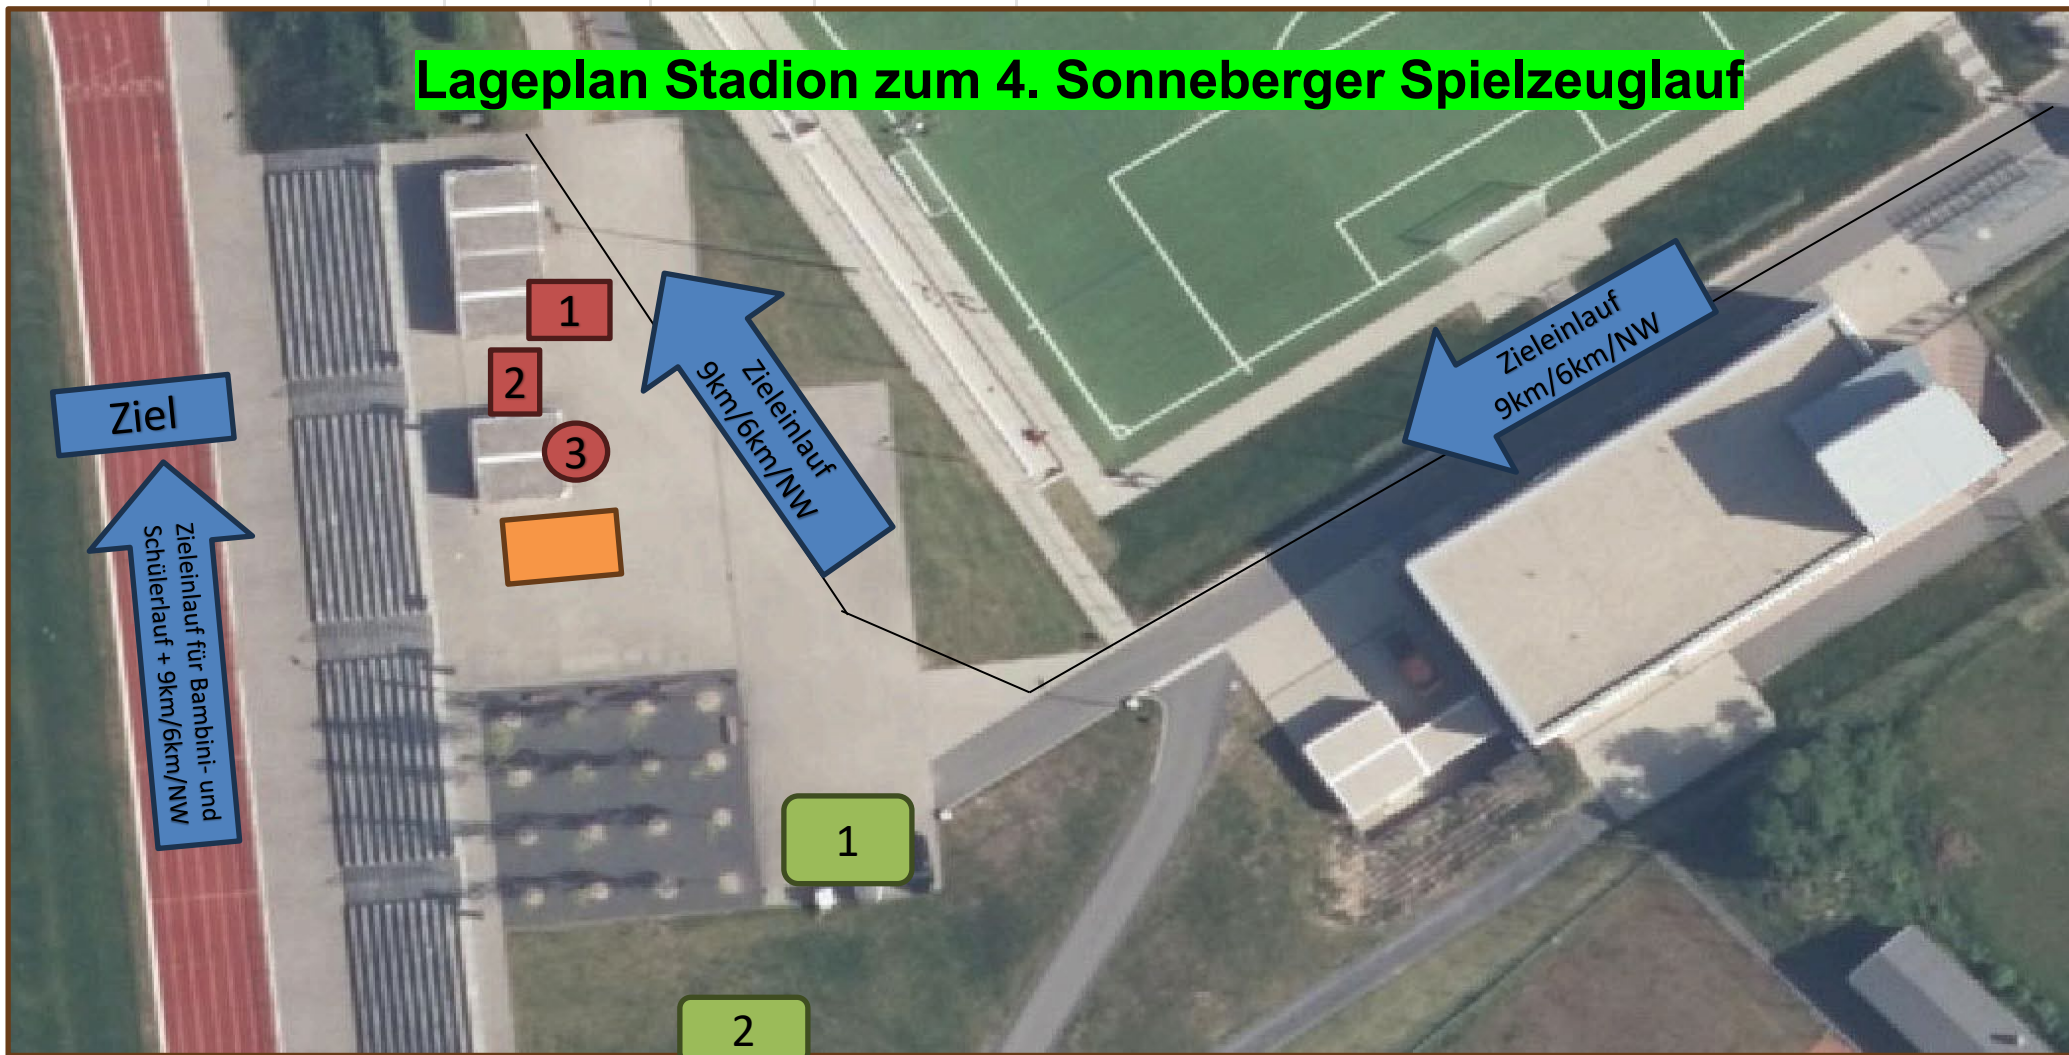 Lageplan Stadion zum 4. Sonneberger Spielzeuglauf
1
2
3
Ziel
Zieleinlauf
9km/6km/NW
Zieleinlauf
9km/6km/NW
Zieleinlauf für Bambini- und
Schülerlauf + 9km/6km/NW
1
2